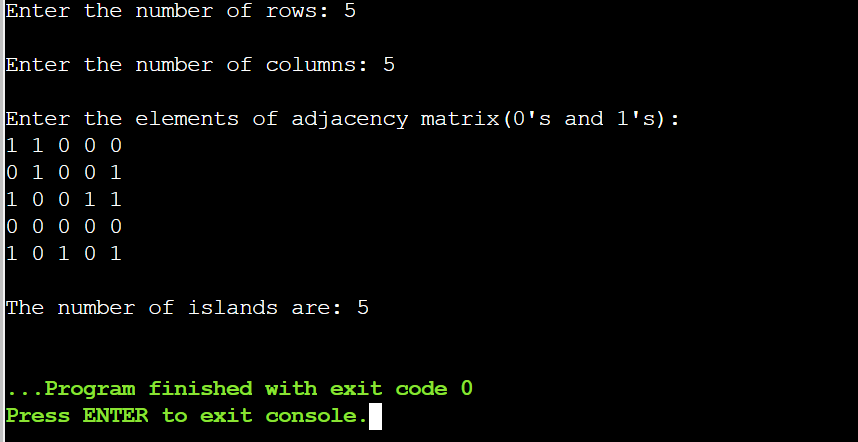 Enter the number of rows: 5
Enter the number of columns: 5
Enter the elements of adjacency matrix(0's and 1's):
1 1 0 0 0
0 1 0 0 1
1 0 0 1 1
0 0 0 0 0
1 0 1 0 1
The number of islands are: 5
...Program finished with exit code 0
Press ENTER to exit console.